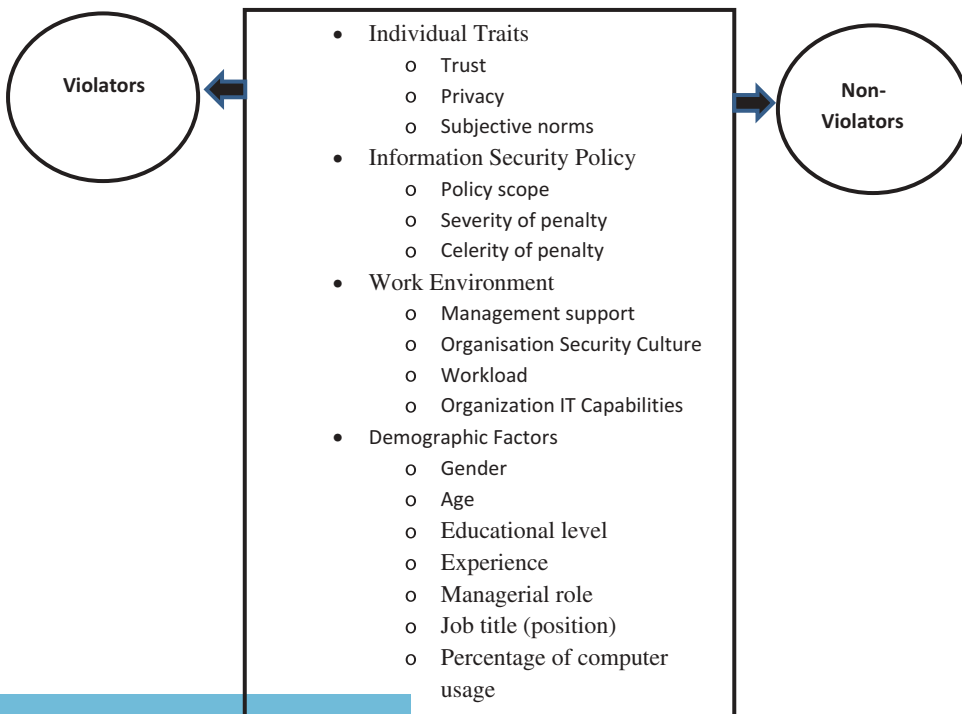 Violators
• Individual Traits
o Trust
o Privacy
o Subjective norms
• Information Security Policy
o Policy scope
o Severity of penalty
o Celerity of penalty
• Work Environment
o Management support
o Organisation Security Culture
o Workload
o Organization IT Capabilities
• Demographic Factors
o Gender
o Age
o Educational level
o Experience
o Managerial role
o Job title (position)
o Percentage of computer
usage
Non-
Violators